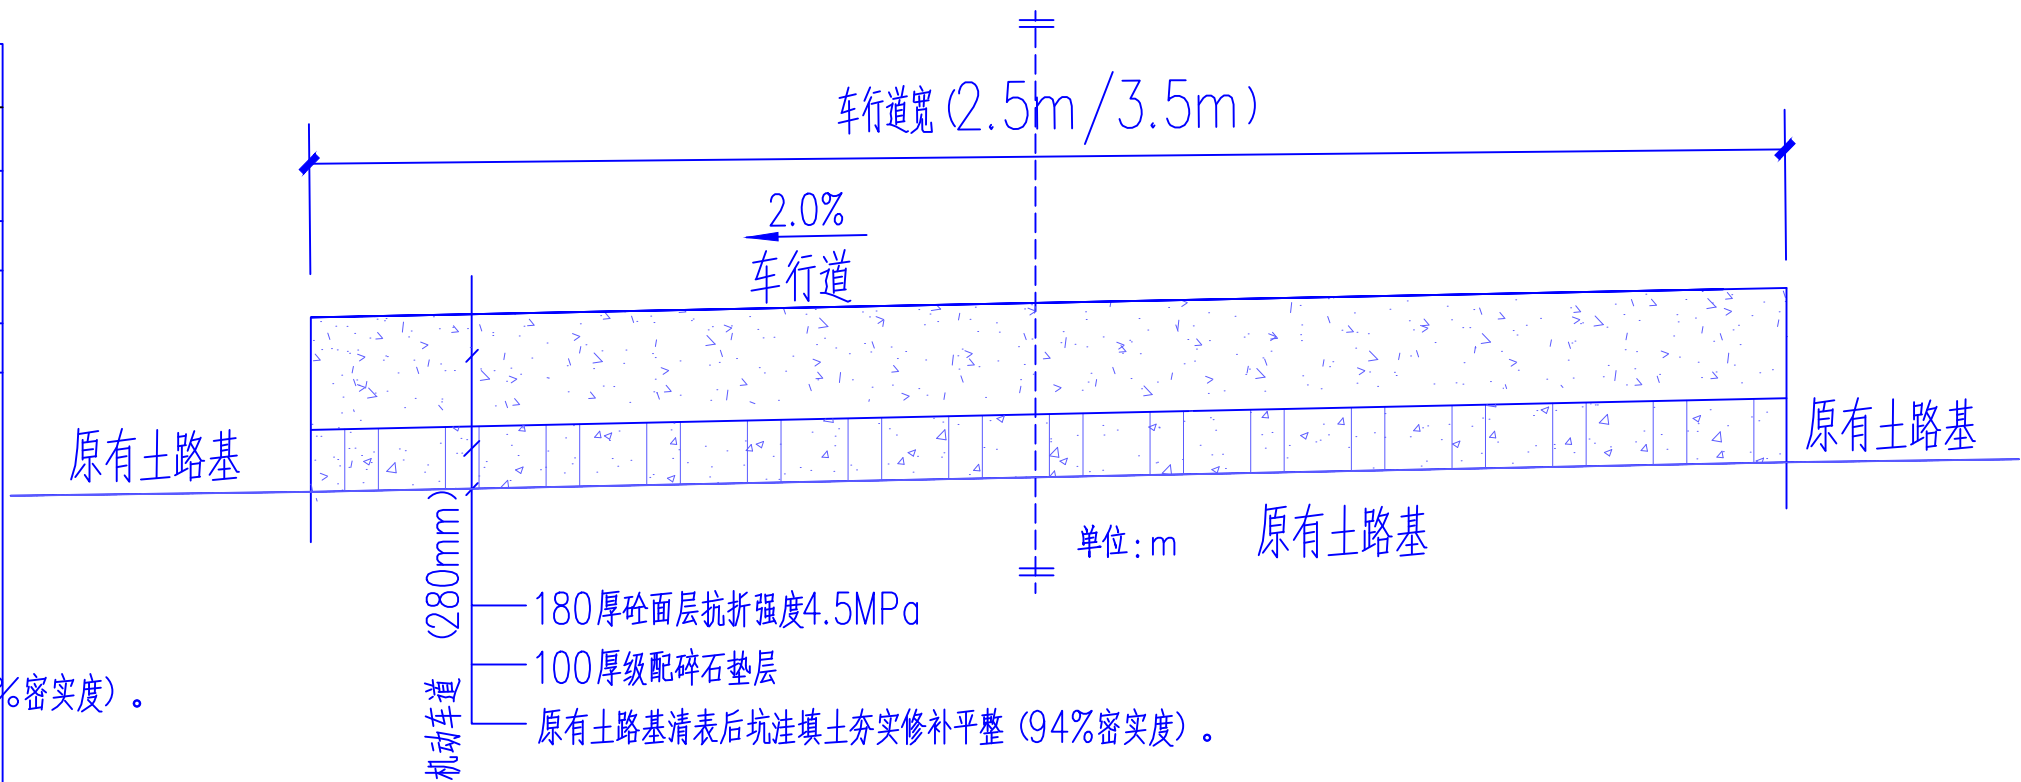 车行道宽(2.5m/3.5m)
2.0%
车行道
原有土路基
原有土路基
单位:m
原有土路基
机动车道 (280mm)
180厚砼面层抗折强度4.5MPa
100厚级配碎石垫层
%密实度)。
原有土路基清表后坑洼填土夯实修补平整(94%密实度)。